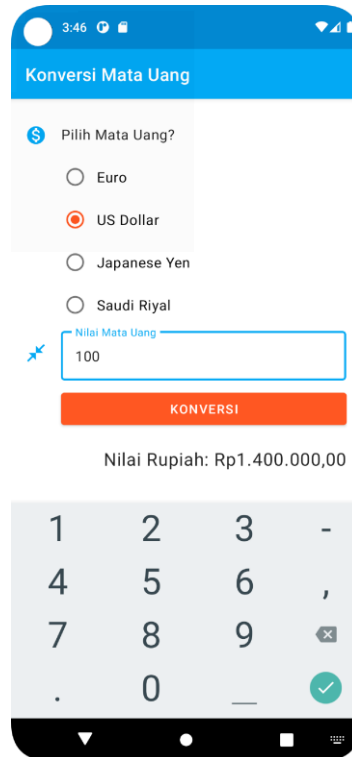 3:46
Konversi Mata Uang
Pilih Mata Uang?
Euro
US Dollar
Japanese Yen
Saudi Riyal
Nilai Mata Uang
100
KONVERSI
Nilai Rupiah: Rp1.400.000,00
1 2 3 -
4 5 6 ,
7 8 9
. 0 _